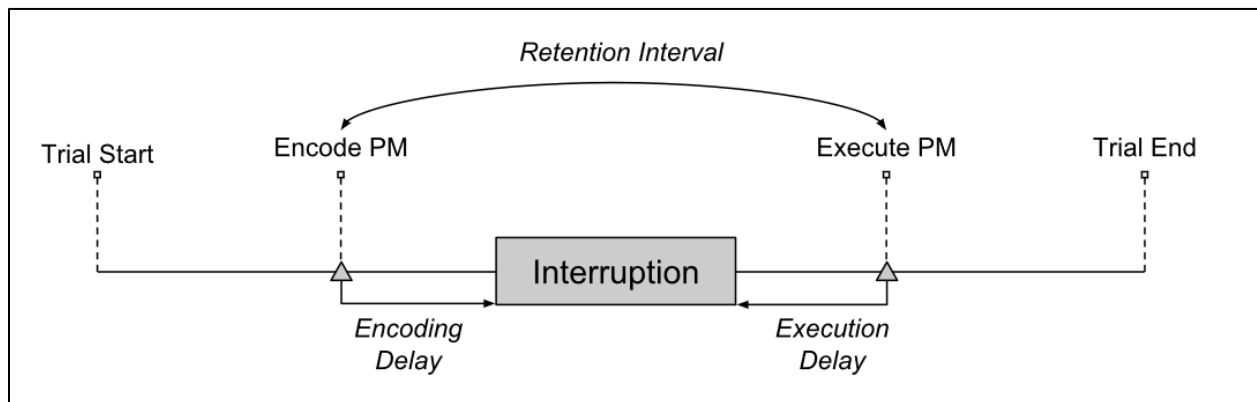 Retention Interval
Trial Start
Encode PM
Execute PM
Trial End
Interruption
Encoding
Delay
Execution
Delay